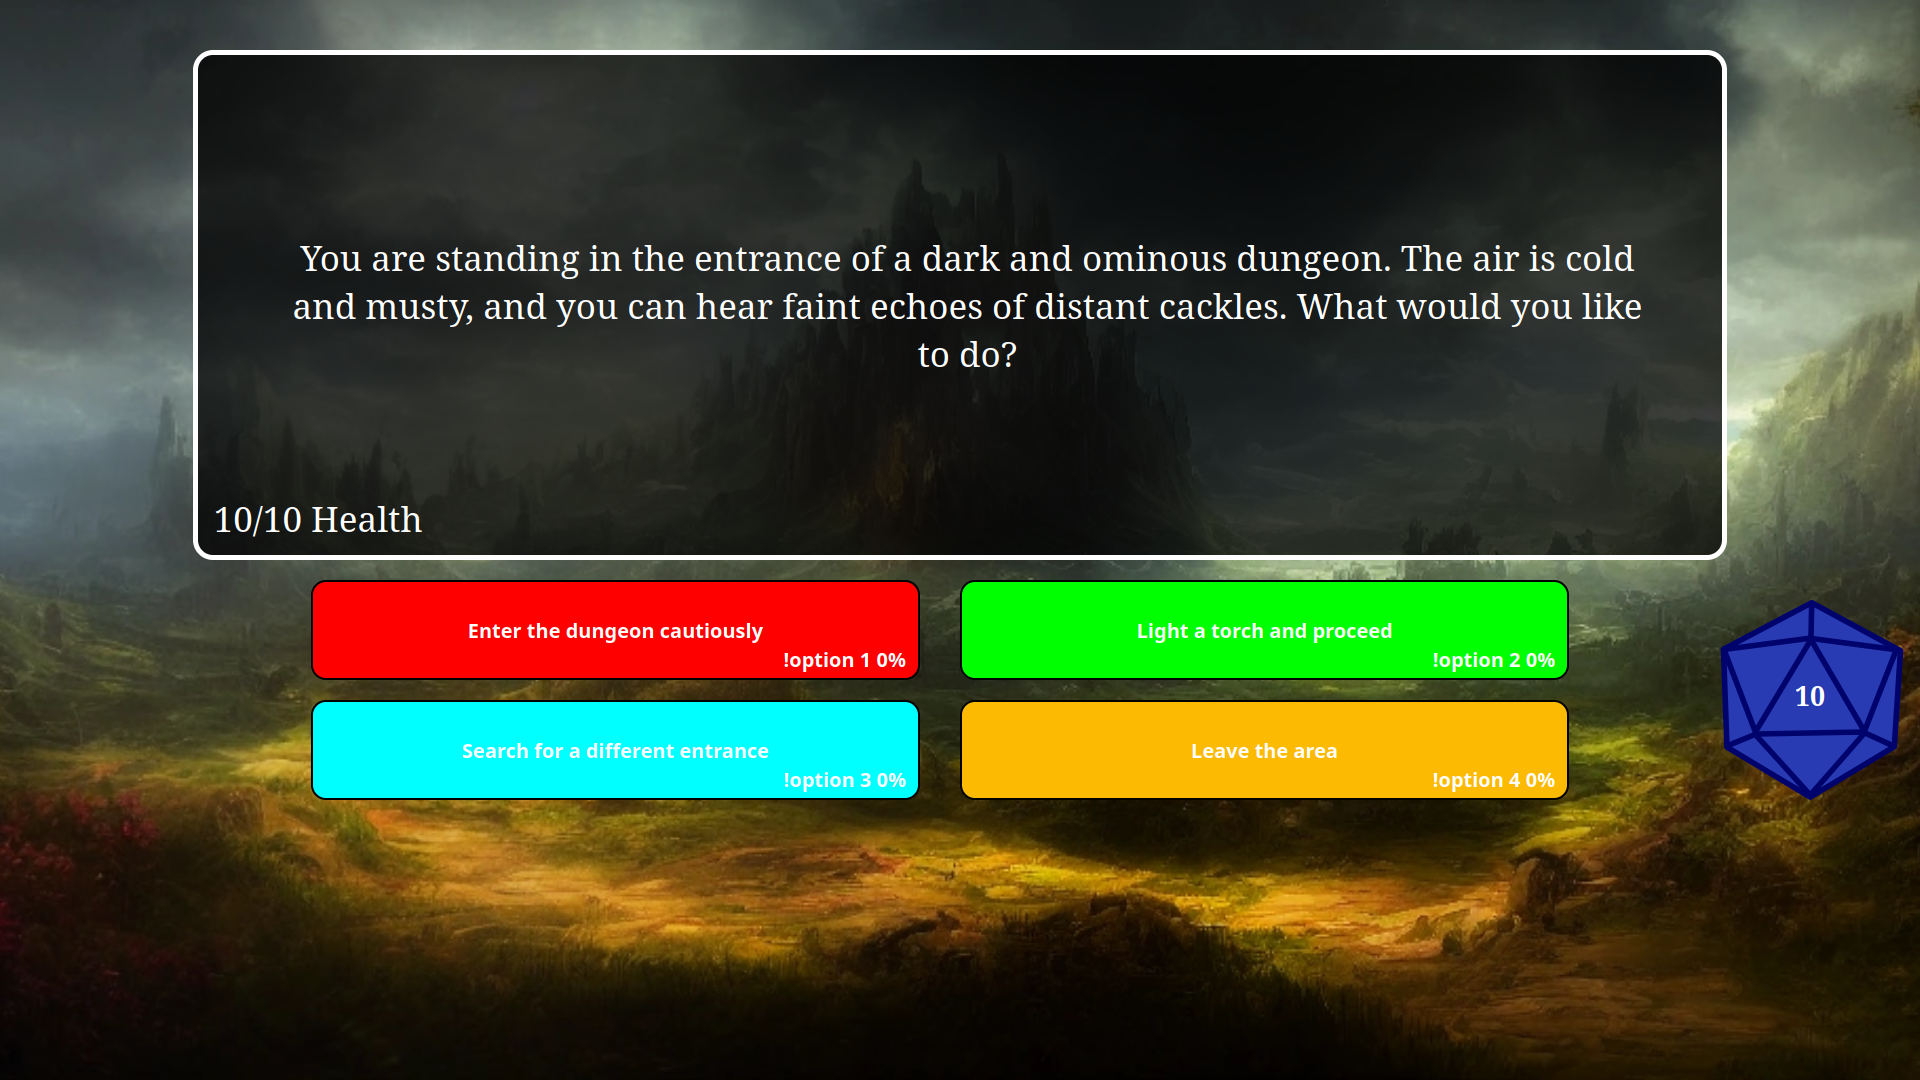 You are standing in the entrance of a dark and ominous dungeon. The air is cold
and musty, and you can hear faint echoes of distant cackles. What would you like
to do?
10/10 Health
Enter the dungeon cautiously
!option 1 0%
Light a torch and proceed
!option 2 0%
Search for a different entrance
!option 3 0%
Leave the area
!option 4 0%
10